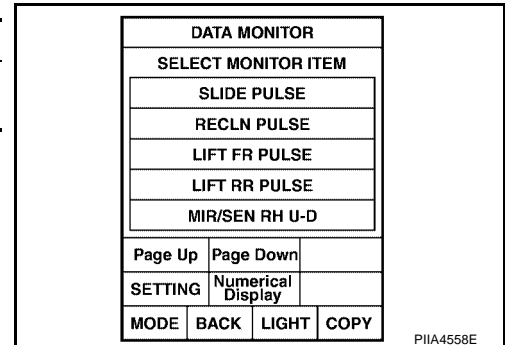 DATA MONITOR
SELECT MONITOR ITEM
SLIDE PULSE
RECLN PULSE
LIFT FR PULSE
LIFT RR PULSE
MIR/SEN RH U-D
Page Up Page Down
SETTING Numerical Display
MODE BACK LIGHT COPY
PIIA4558E